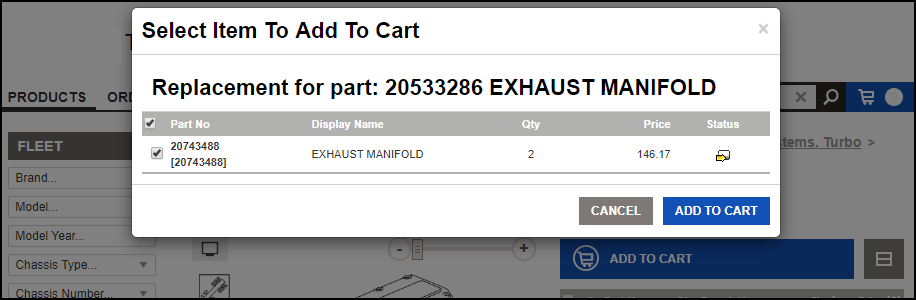 Select Item To Add To Cart ×
Replacement for part: 20533286 EXHAUST MANIFOLD
Part No Display Name Qty Price Status
20743488
[20743488] EXHAUST MANIFOLD 2 146.17
CANCEL ADD TO CART
PRODUCTS
FLEET
Brand...
Model...
Model Year...
Chassis Type...
Chassis Number...
Turbo >
- +
ADD TO CART